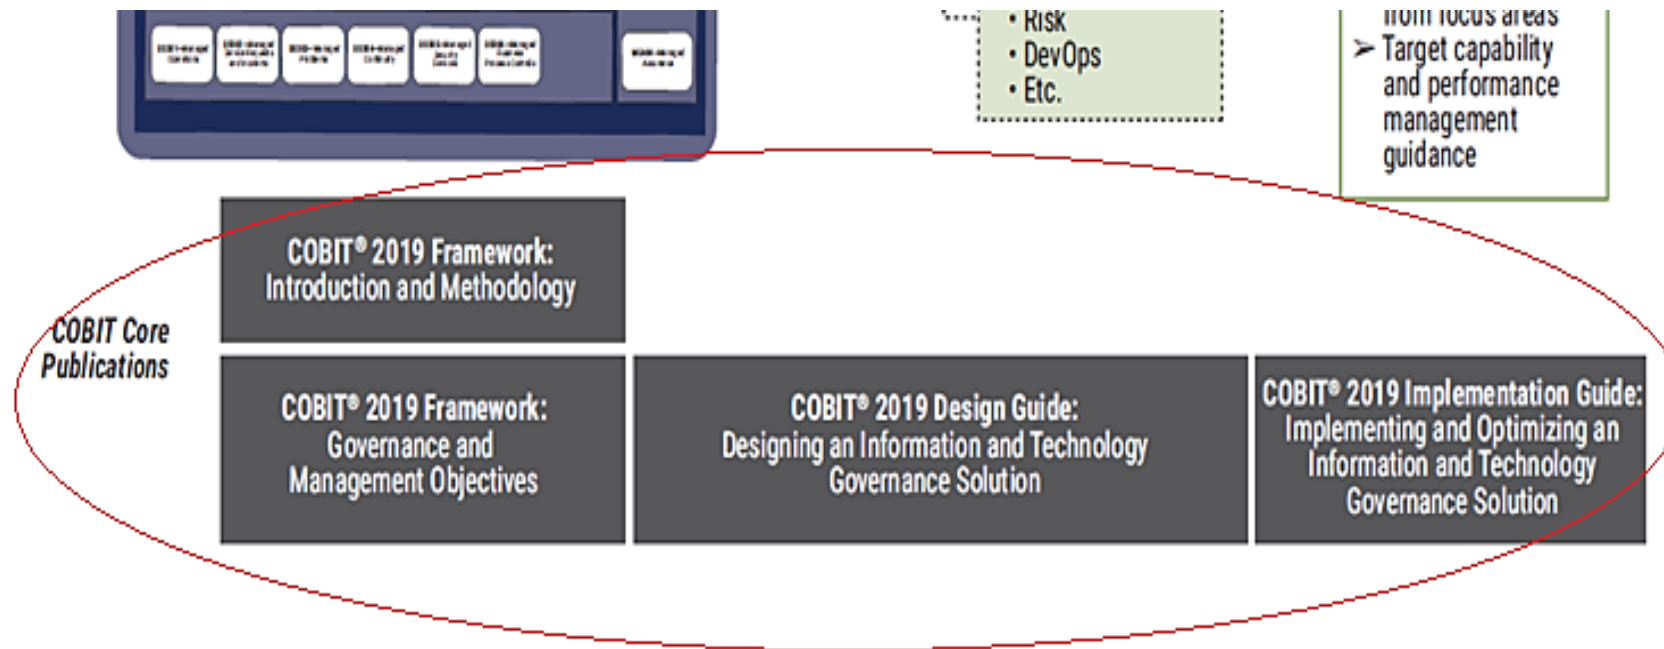 • Risk
• DevOps
• Etc.
from focus areas
➢ Target capability
and performance
management
guidance
COBIT® 2019 Framework:
Introduction and Methodology
COBIT Core
Publications
COBIT® 2019 Framework:
Governance and
Management Objectives
COBIT® 2019 Design Guide:
Designing an Information and Technology
Governance Solution
COBIT® 2019 Implementation Guide:
Implementing and Optimizing an
Information and Technology
Governance Solution